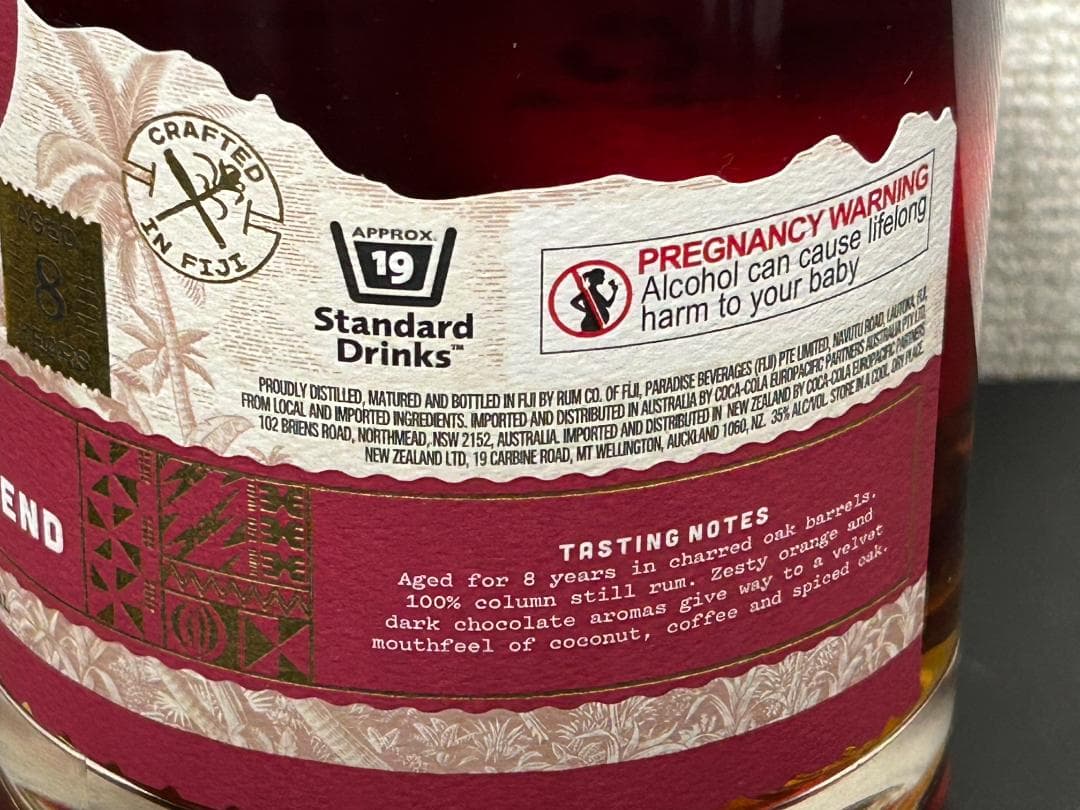 CRAFTED
IN FIJI
AGED
8
YEARS
APPROX.
19
Standard
Drinks™
PREGNANCY WARNING
Alcohol can cause lifelong
harm to your baby
PROUDLY DISTILLED, MATURED AND BOTTLED IN FIJI BY RUM CO. OF FIJI, PARADISE BEVERAGES (FIJI) PTE LIMITED, NAVUTU ROAD, LAUTOKA, FIJI,
FROM LOCAL AND IMPORTED INGREDIENTS. IMPORTED AND DISTRIBUTED IN AUSTRALIA BY COCA-COLA EUROPACIFIC PARTNERS AUSTRALIA PTY LTD,
102 BRIENS ROAD, NORTHMEAD, NSW 2152, AUSTRALIA. IMPORTED AND DISTRIBUTED IN NEW ZEALAND BY COCA-COLA EUROPACIFIC PARTNERS
NEW ZEALAND LTD, 19 CARBINE ROAD, MT WELLINGTON, AUCKLAND 1060, NZ. 35% ALC/VOL. STORE IN A COOL, DRY PLACE.
END
TASTING NOTES
Aged for 8 years in charred oak barrels.
100% column still rum. Zesty orange and
dark chocolate aromas give way to a velvet
mouthfeel of coconut, coffee and spiced oak.